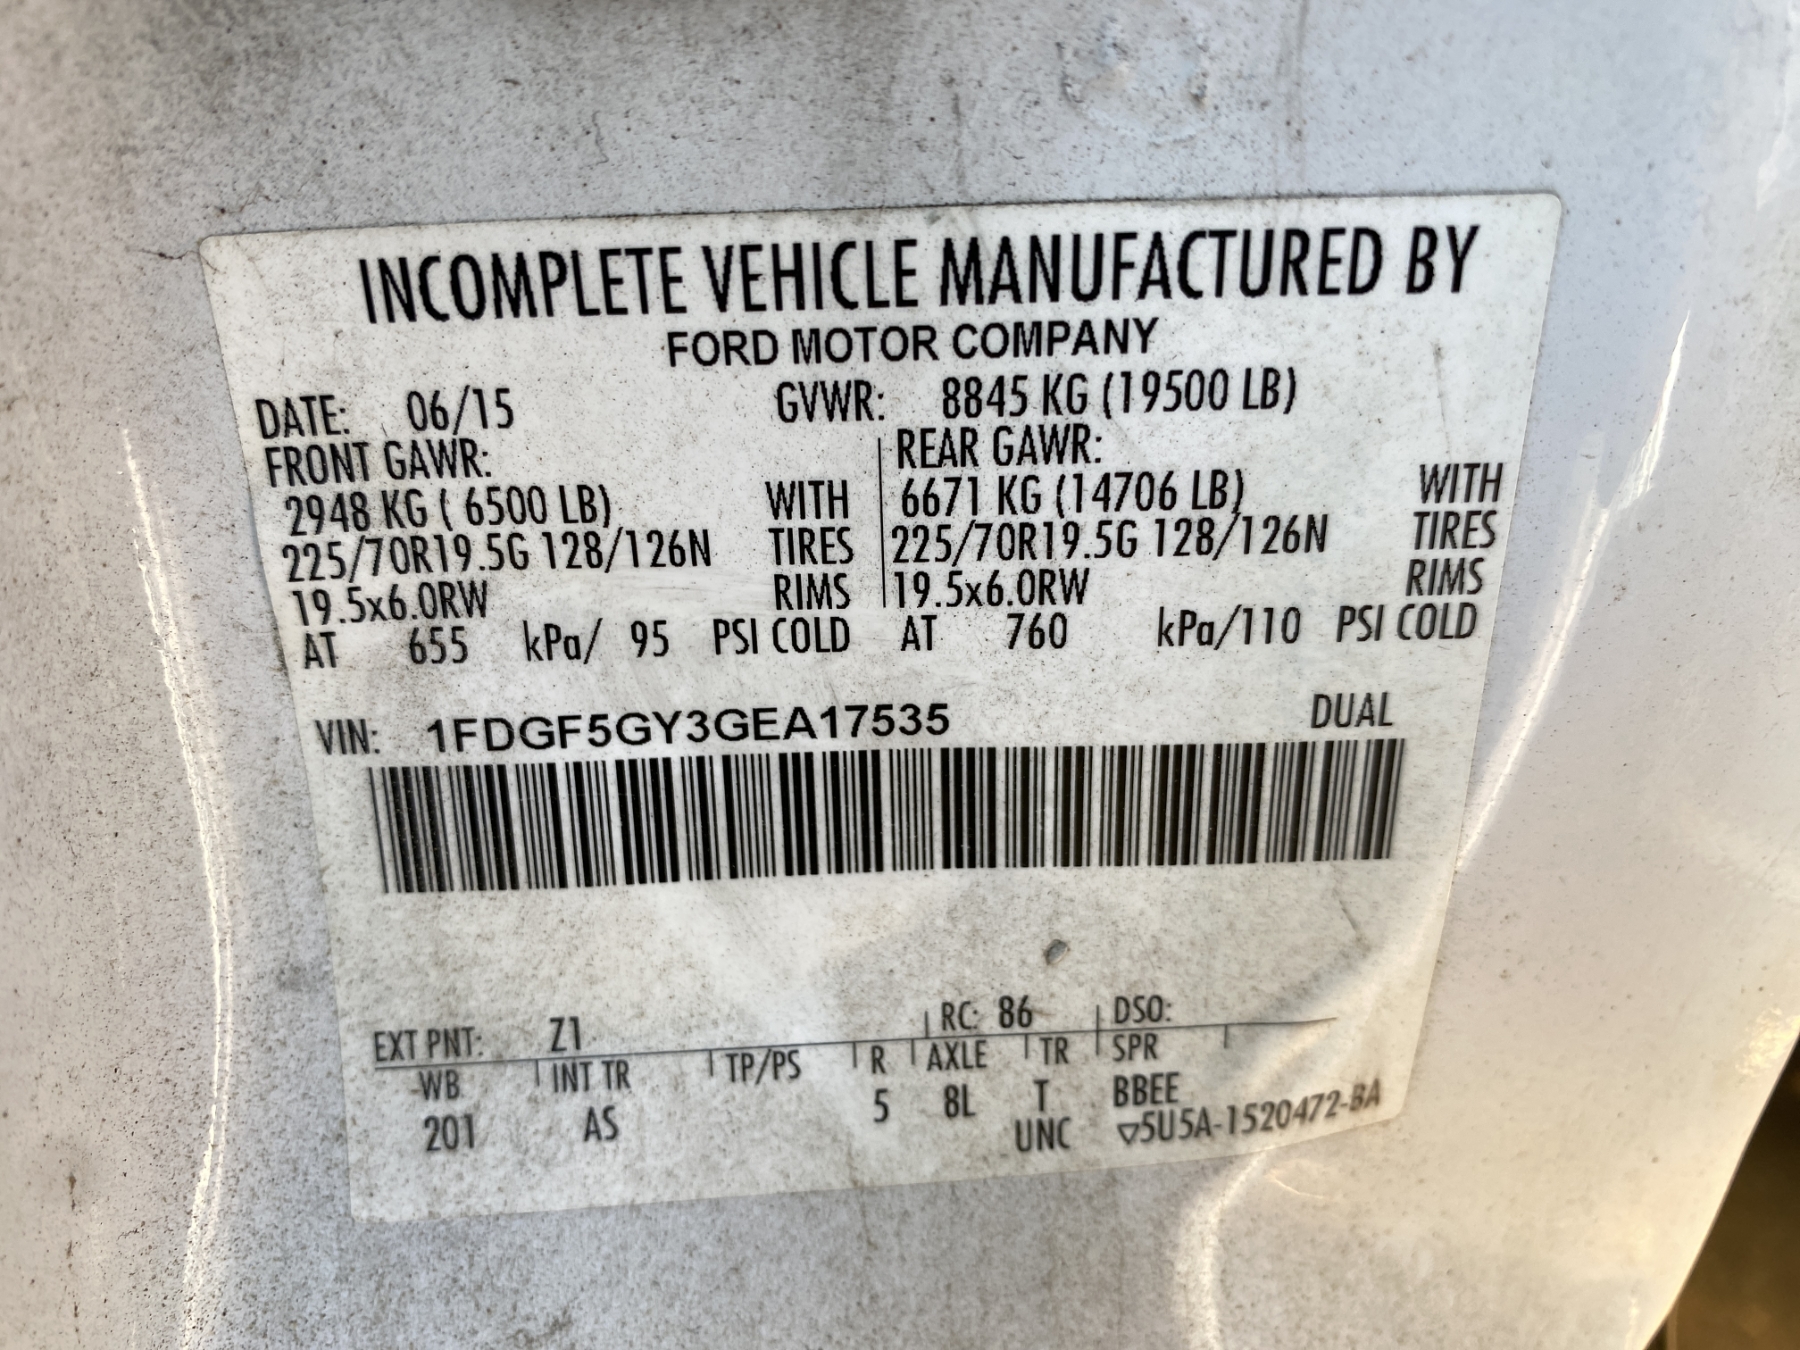 INCOMPLETE VEHICLE MANUFACTURED BY
FORD MOTOR COMPANY
DATE: 06/15 GVWR: 8845 KG (19500 LB)
FRONT GAWR: REAR GAWR:
2948 KG ( 6500 LB) WITH 6671 KG (14706 LB) WITH
225/70R19.5G 128/126N TIRES 225/70R19.5G 128/126N TIRES
19.5x6.0RW RIMS 19.5x6.0RW RIMS
AT 655 kPa/ 95 PSI COLD AT 760 kPa/110 PSI COLD
VIN: 1FDGF5GY3GEA17535 DUAL
EXT PNT: Z1 RC: 86 DSO:
WB INT TR TP/PS R AXLE TR SPR
201 AS 5 8L T BBEE
UNC ▽5U5A-1520472-BA